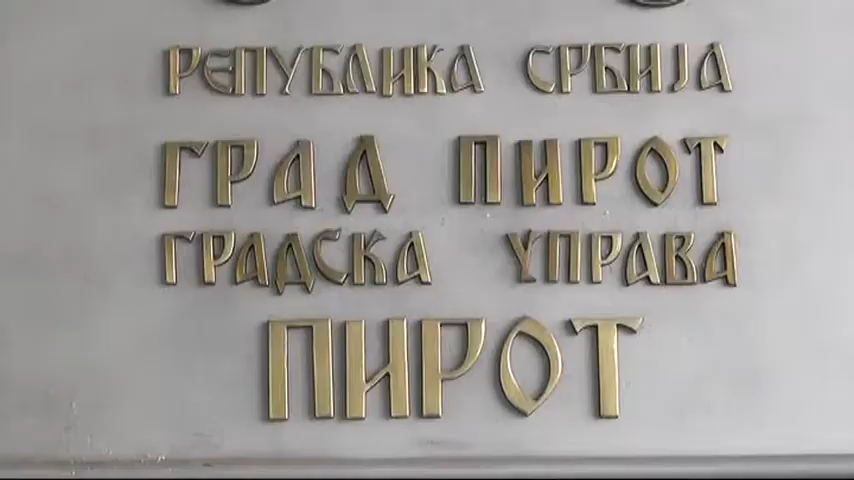 РЕПУБЛИКА СРБИЈА
ГРАД ПИРОТ
ГРАДСКА УПРАВА
ПИРОТ